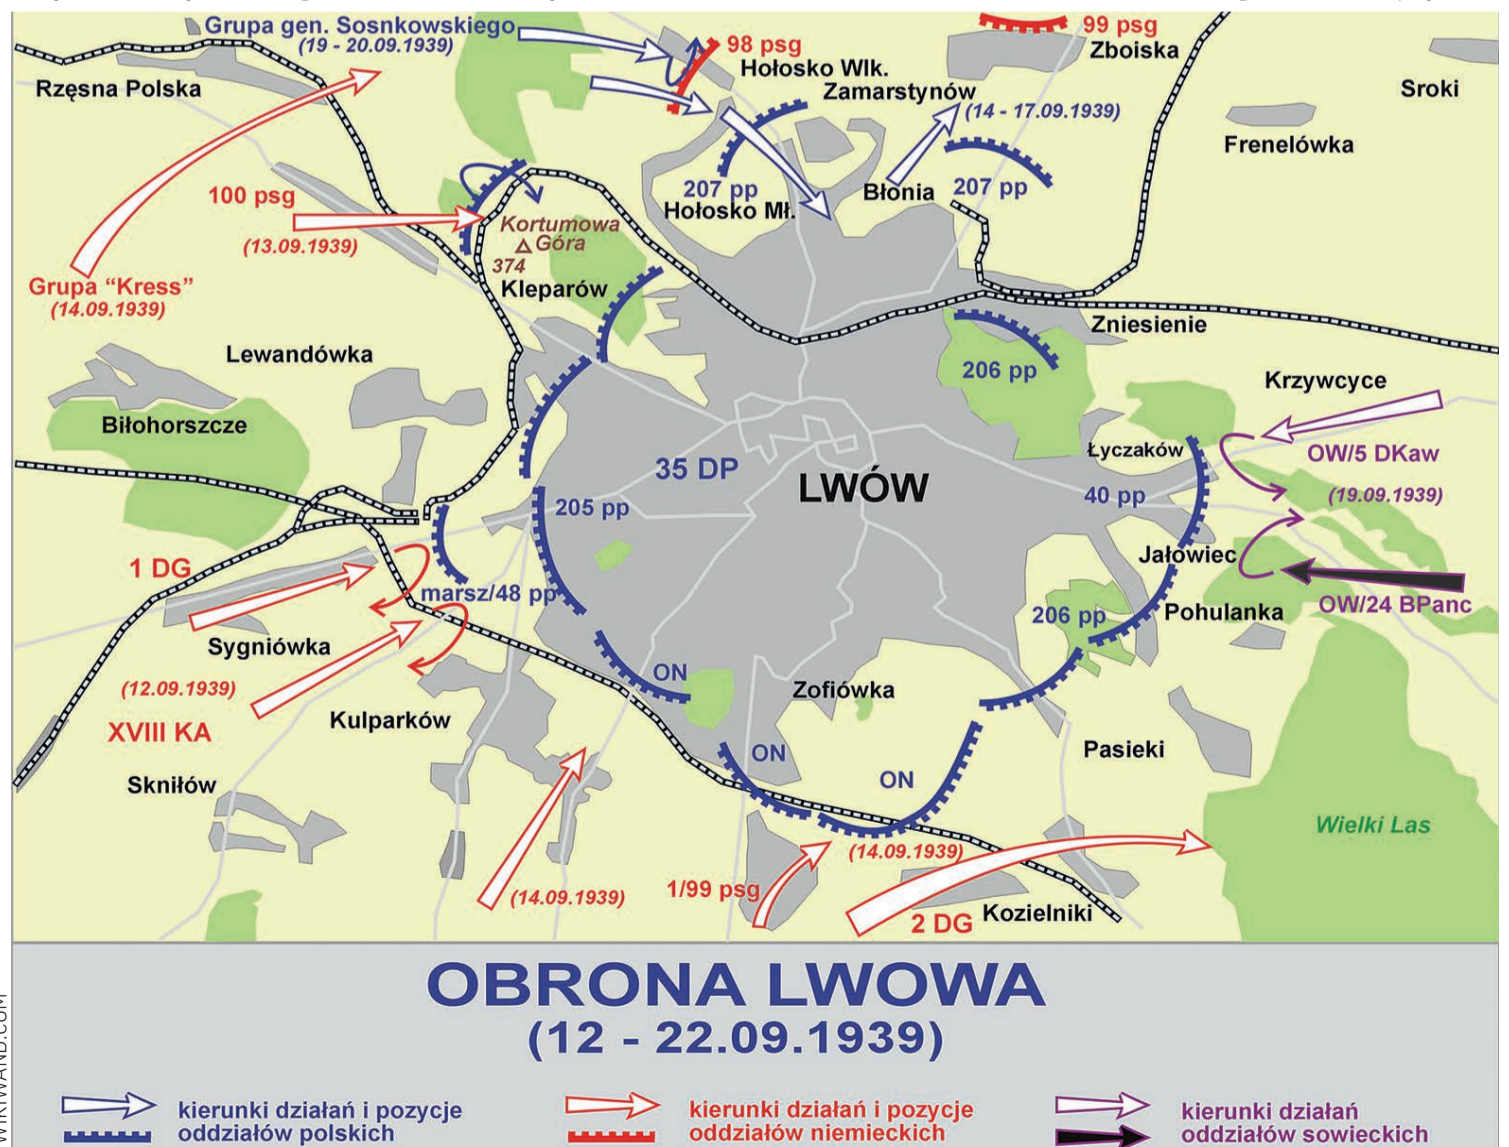 Grupa gen. Sosnkowskiego
(19 - 20.09.1939)
98 psg
99 psg
Zboiska
Hołosko Wlk.
Rzęsna Polska
Zamarstynów
(14 - 17.09.1939)
Sroki
Frenelówka
100 psg
(13.09.1939)
207 pp
Hołosko Mł.
Błonia
207 pp
Kortumowa
Góra
374
Kleparów
Grupa “Kress”
(14.09.1939)
Zniesienie
Lewandówka
206 pp
Krzywcyce
Biłohorszcze
Łyczaków
OW/5 DKaw
(19.09.1939)
35 DP
LWÓW
40 pp
205 pp
Jałowiec
1 DG
marsz/48 pp
206 pp
Pohulanka
OW/24 BPanc
Sygniówka
ON
Zofiówka
(12.09.1939)
XVIII KA
Kulparków
ON
ON
Pasieki
Skniłów
Wielki Las
(14.09.1939)
(14.09.1939)
1/99 psg
2 DG
Kozielniki
OBRONA LWOWA
(12 - 22.09.1939)
kierunki działań i pozycje
oddziałów polskich
kierunki działań i pozycje
oddziałów niemieckich
kierunki działań
oddziałów sowieckich
WIKIWAND.COM